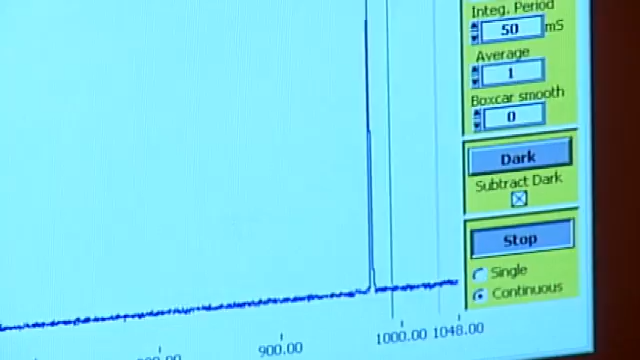 Integ. Period
50 mS
Average
1
Boxcar smooth
0
Dark
Subtract Dark
Stop
Single
Continuous
900.00
1000.00 1048.00